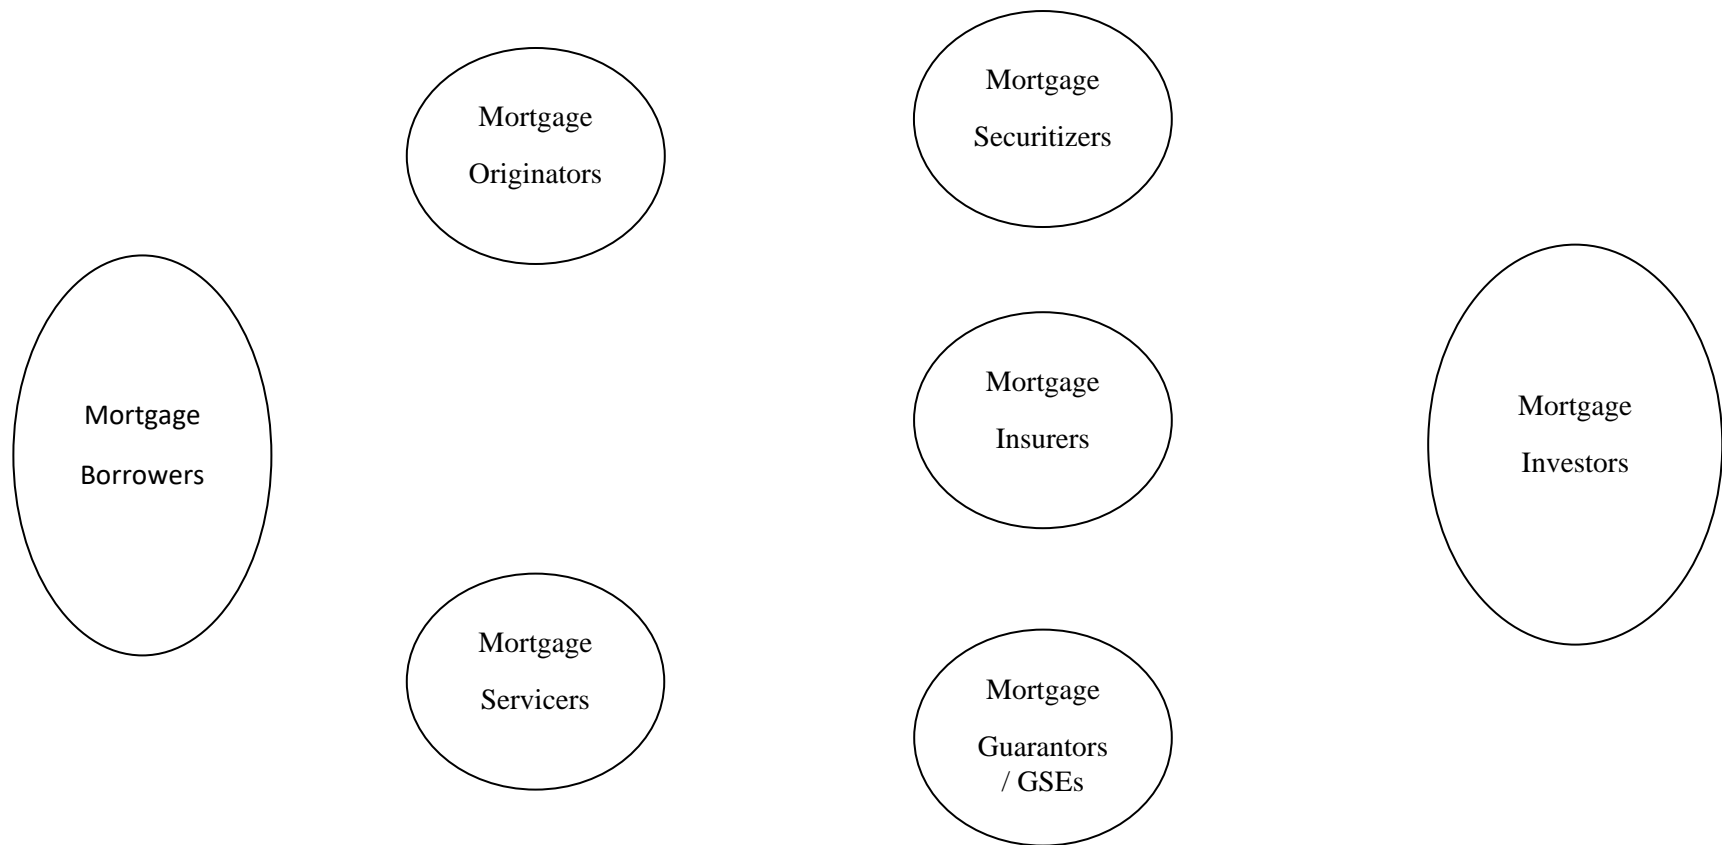 Mortgage
Originators
Mortgage
Securitizers
Mortgage
Borrowers
Mortgage
Insurers
Mortgage
Investors
Mortgage
Servicers
Mortgage
Guarantors
/ GSEs